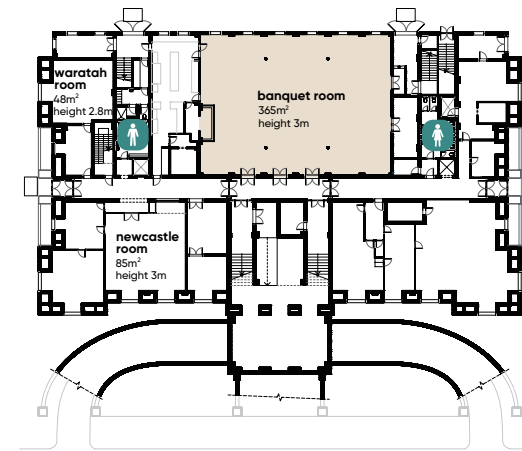 waratah
room
48m²
height 2.8m
banquet room
365m²
height 3m
newcastle
room
85m²
height 3m